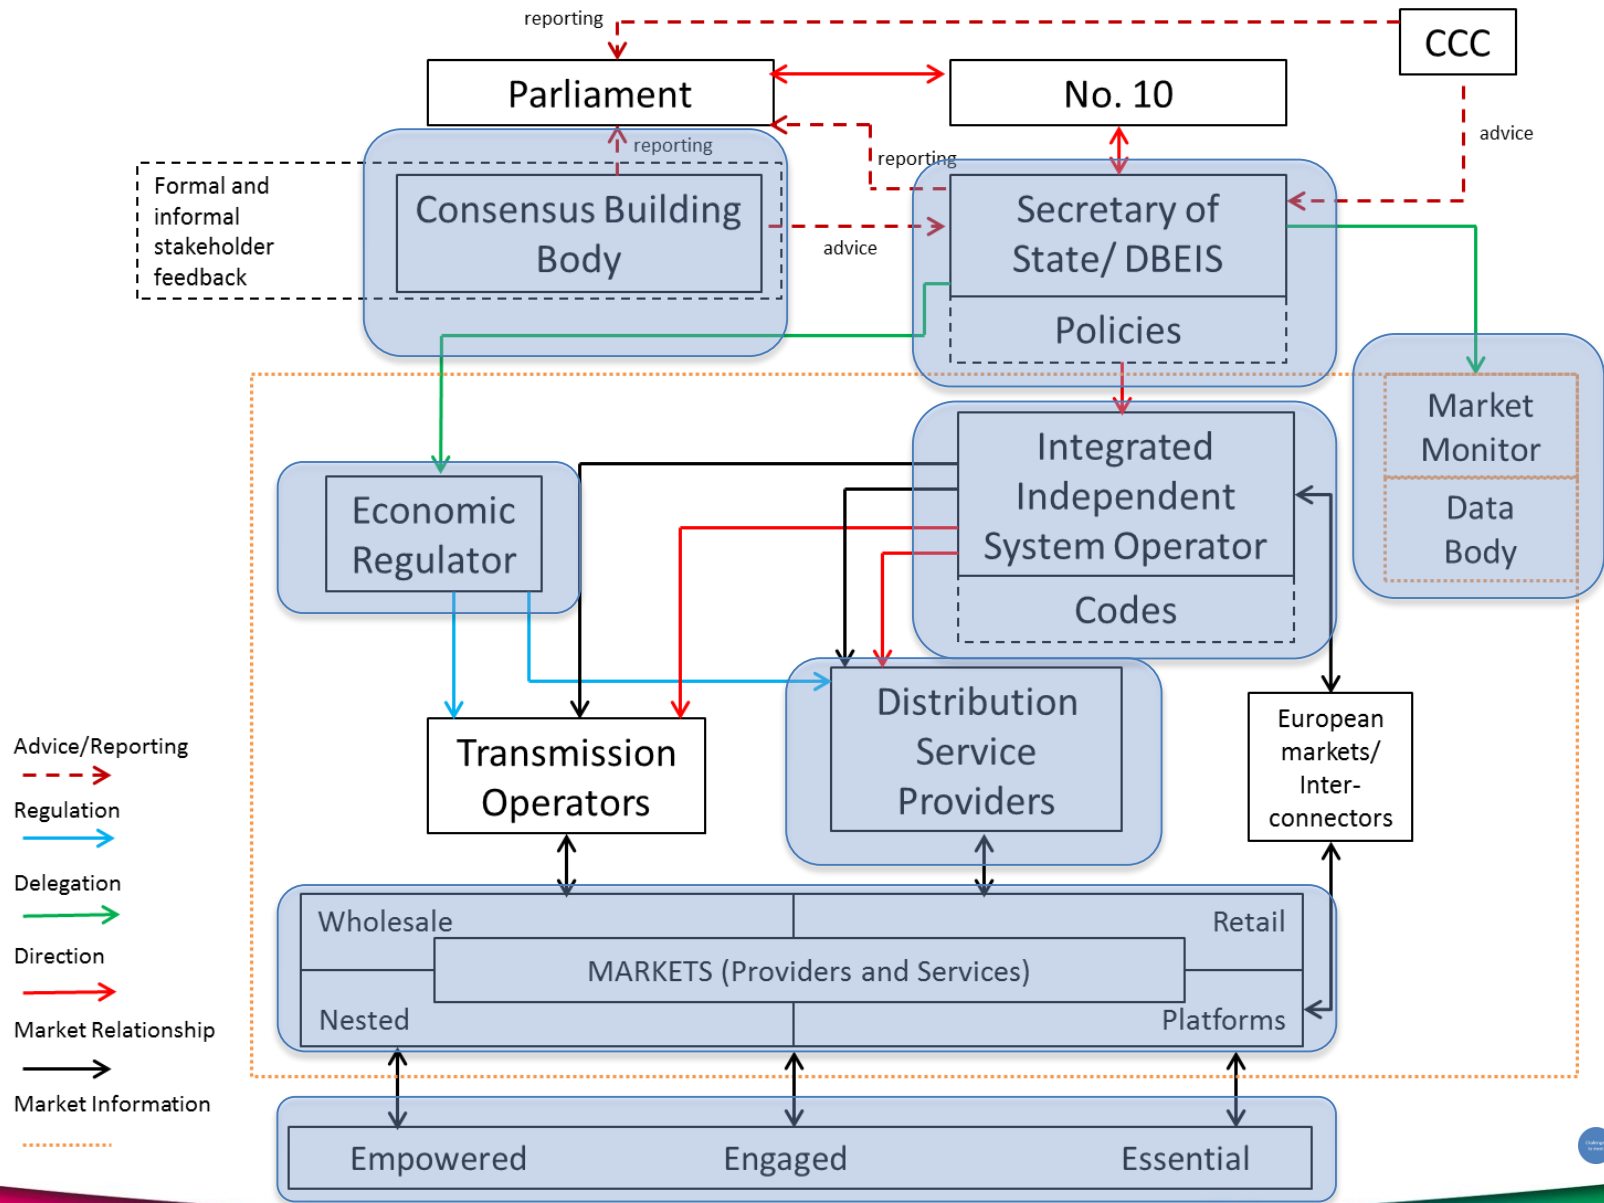 reporting
CCC
Parliament
No. 10
advice
reporting
reporting
Formal and
informal
stakeholder
feedback
Consensus Building
Body
advice
Secretary of
State/ DBEIS
Policies
Market
Monitor
Data
Body
Integrated
Independent
System Operator
Codes
Economic
Regulator
Distribution
Service
Providers
Transmission
Operators
European
markets/
Inter-
connectors
Advice/Reporting
Regulation
Delegation
Direction
Market Relationship
Market Information
Wholesale
Retail
MARKETS (Providers and Services)
Nested
Platforms
Empowered
Engaged
Essential